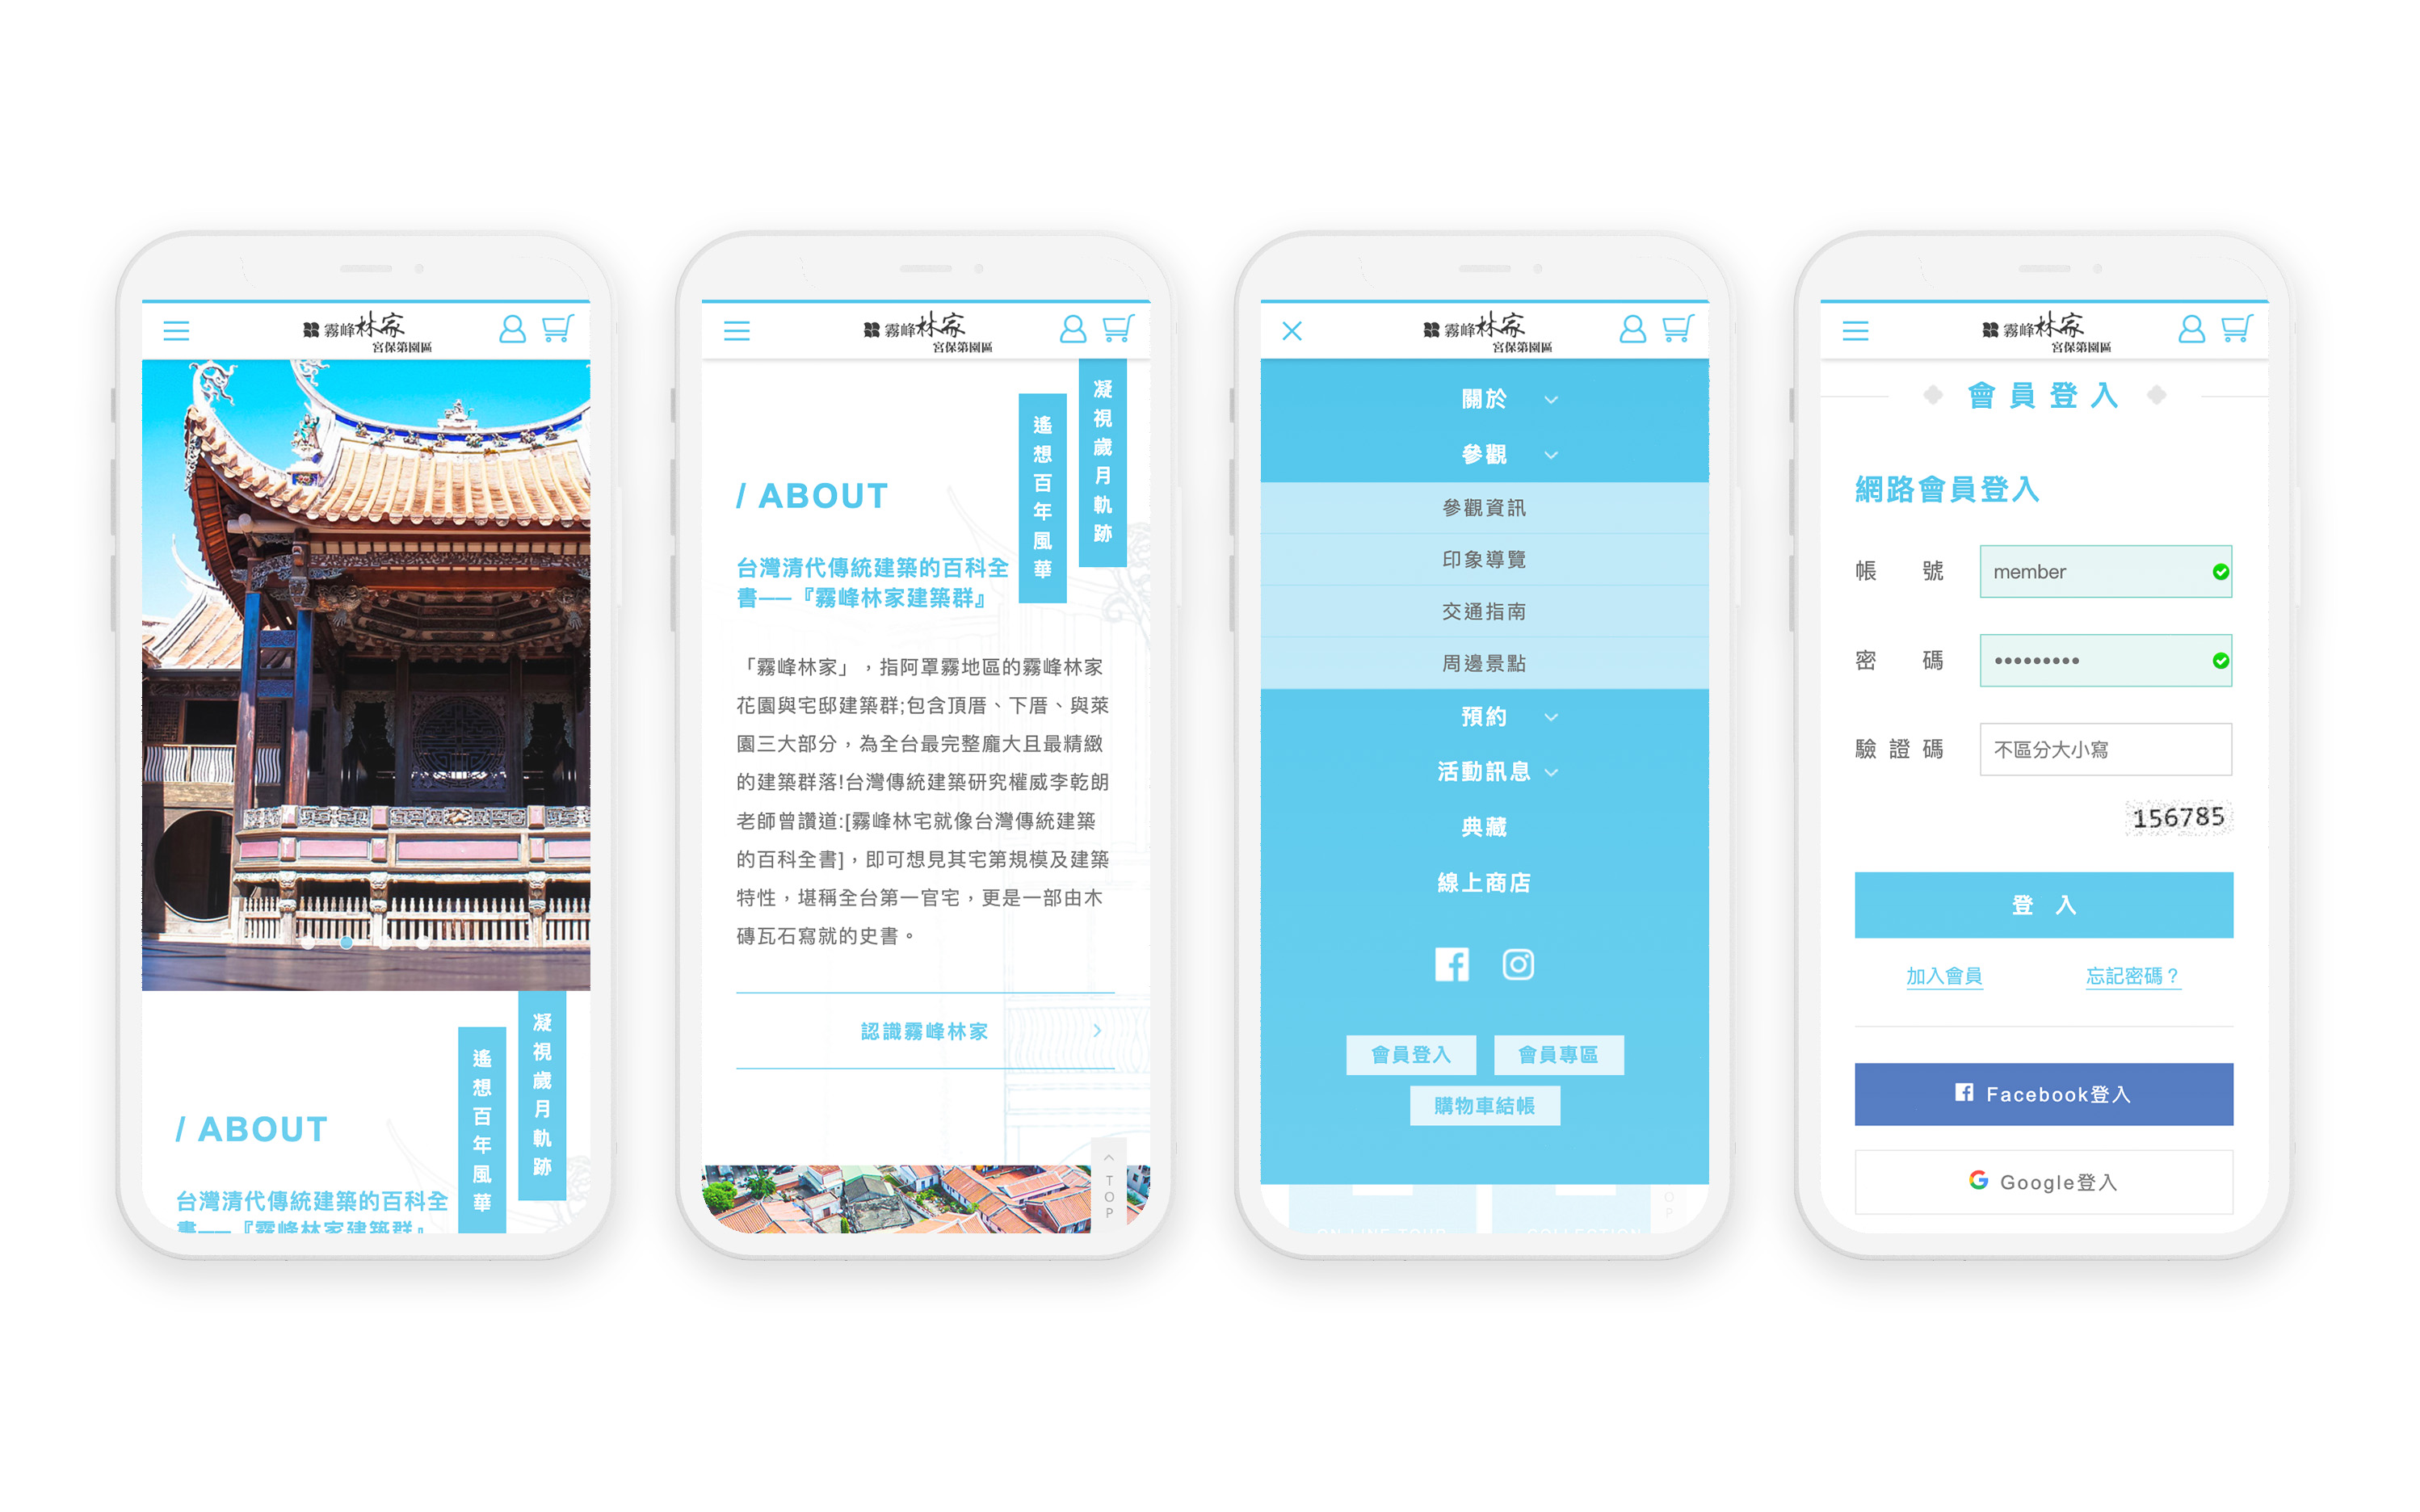 霧峰林家
宮保第園區
凝視歲月軌跡
遙想百年風華
/ ABOUT
台灣清代傳統建築的百科全
書──『霧峰林家建築群』
霧峰林家
宮保第園區
凝視歲月軌跡
遙想百年風華
/ ABOUT
台灣清代傳統建築的百科全
書──『霧峰林家建築群』
「霧峰林家」，指阿罩霧地區的霧峰林家
花園與宅邸建築群;包含頂厝、下厝、與萊
園三大部分，為全台最完整龐大且最精緻
的建築群落!台灣傳統建築研究權威李乾朗
老師曾讚道:[霧峰林宅就像台灣傳統建築
的百科全書]，即可想見其宅第規模及建築
特性，堪稱全台第一官宅，更是一部由木
磚瓦石寫就的史書。
認識霧峰林家
TOP
霧峰林家
宮保第園區
關於
參觀
參觀資訊
印象導覽
交通指南
周邊景點
預約
活動訊息
典藏
線上商店
會員登入 會員專區
購物車結帳
ON-LINE TOUR COLLECTION
霧峰林家
宮保第園區
會員登入
網路會員登入
帳號 member
密碼
驗證碼 不區分大小寫
156785
登入
加入會員 忘記密碼？
Facebook登入
Google登入